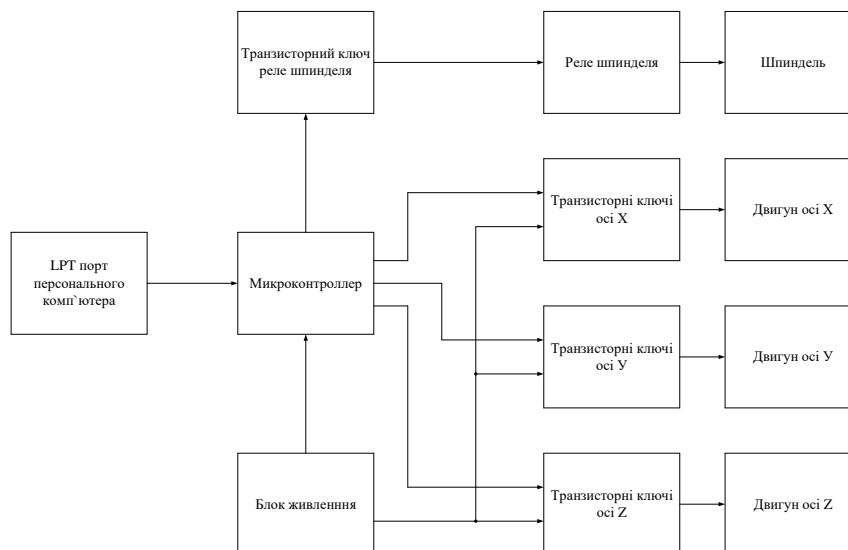 Транзисторний ключ
реле шпинделя
Реле шпинделя
Шпиндель
Транзисторні ключі
осі X
Двигун осі X
LPT порт
персонального
комп`ютера
Микроконтроллер
Транзисторні ключі
осі У
Двигун осі У
Блок живленння
Транзисторні ключі
осі Z
Двигун осі Z